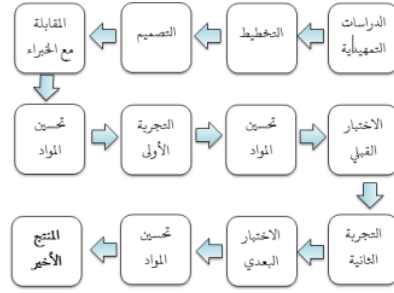 الدراسات
التمهيدية
التخطيط
التصميم
المقابلة
مع الخبراء
تحسين
المواد
التجربة
الأولى
تحسين
المواد
الاختبار
القبلي
التجربة
الثانية
الاختبار
البعدي
تحسين
المواد
المنتج
الأخير